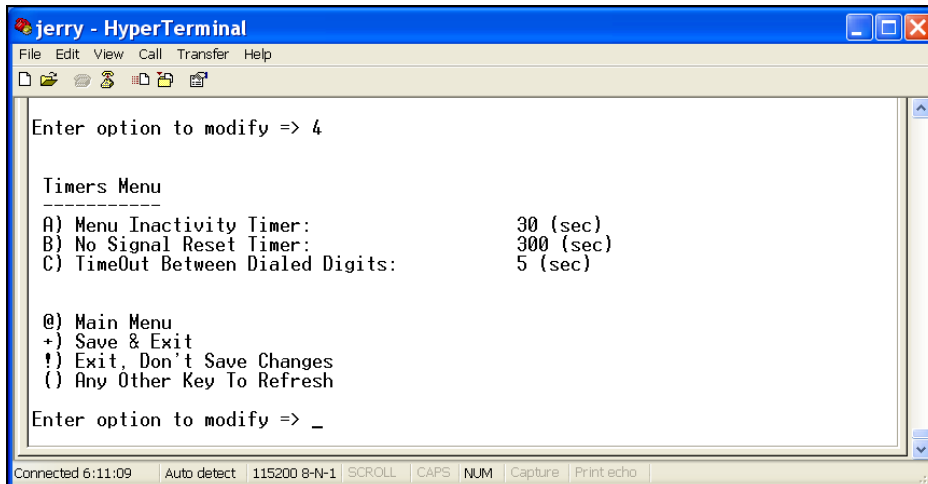 jerry - HyperTerminal
File Edit View Call Transfer Help
Enter option to modify => 4
Timers Menu
-----------
A) Menu Inactivity Timer: 30 (sec)
B) No Signal Reset Timer: 300 (sec)
C) TimeOut Between Dialed Digits: 5 (sec)
@) Main Menu
+) Save & Exit
!) Exit, Don't Save Changes
() Any Other Key To Refresh
Enter option to modify => _
Connected 6:11:09 Auto detect 115200 8-N-1 SCROLL CAPS NUM Capture Print echo